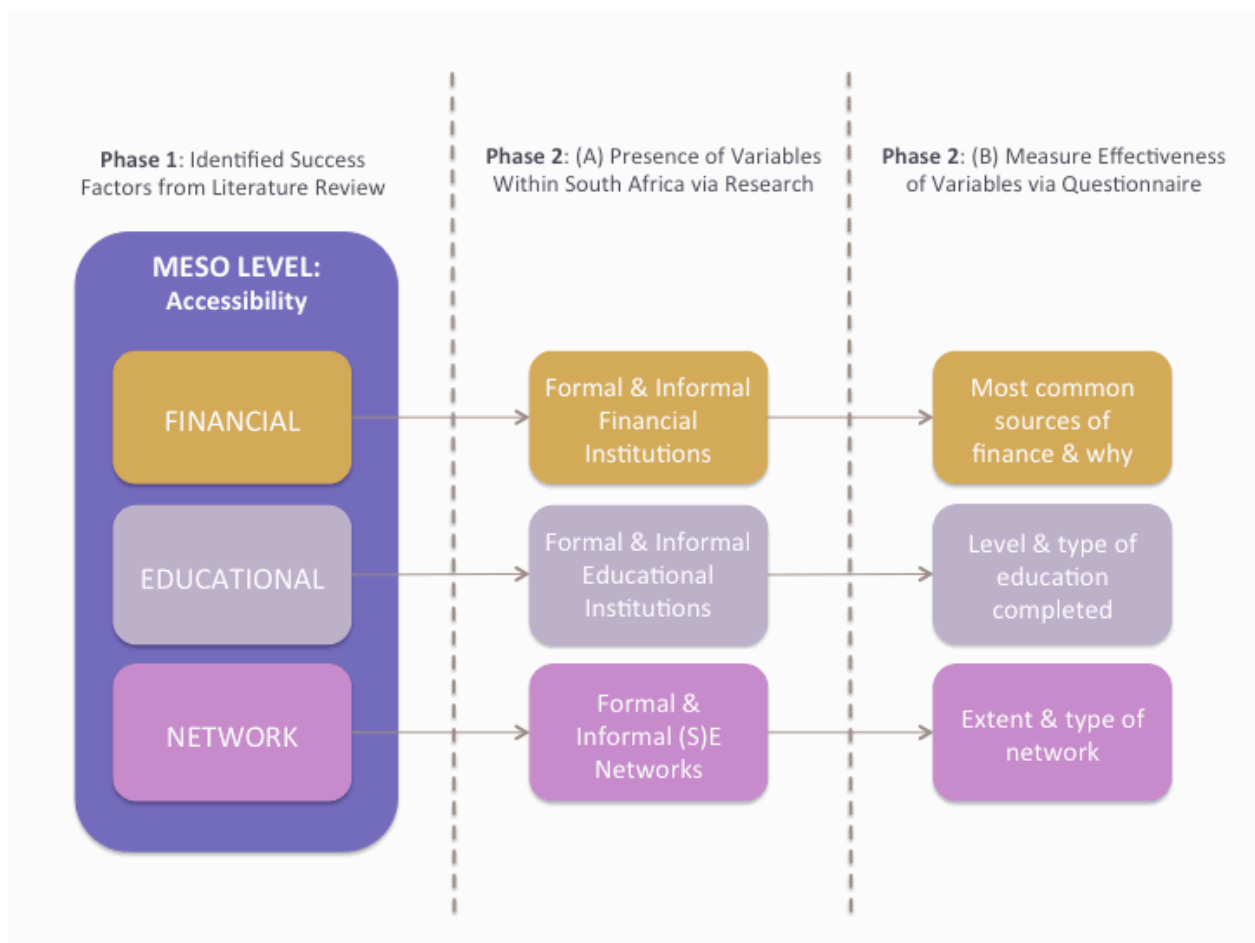 Phase 1: Identified Success
Factors from Literature Review
Phase 2: (A) Presence of Variables
Within South Africa via Research
Phase 2: (B) Measure Effectiveness
of Variables via Questionnaire
MESO LEVEL:
Accessibility
FINANCIAL
Formal & Informal
Financial
Institutions
Most common
sources of
finance & why
EDUCATIONAL
Formal & Informal
Educational
Institutions
Level & type of
education
completed
NETWORK
Formal &
Informal (S)E
Networks
Extent & type of
network